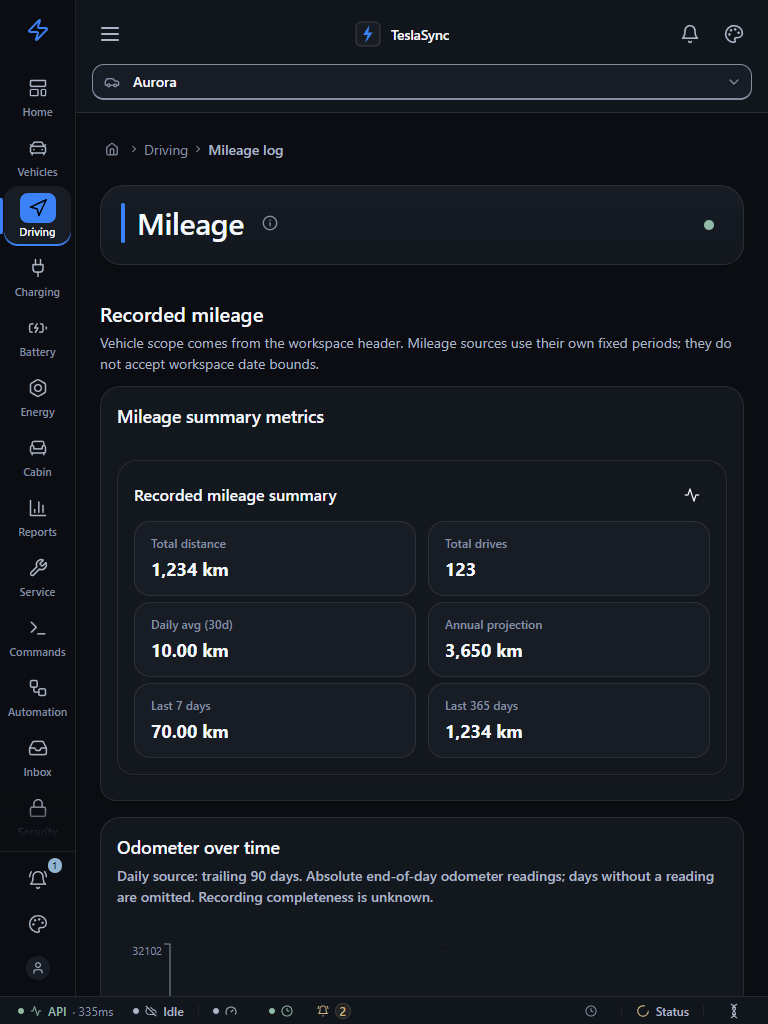 TeslaSync
Aurora
Home
Vehicles
Driving
Charging
Battery
Energy
Cabin
Reports
Service
Commands
Automation
Inbox
Security
1
Driving
Mileage log
Mileage
Recorded mileage
Vehicle scope comes from the workspace header. Mileage sources use their own fixed periods; they do
not accept workspace date bounds.
Mileage summary metrics
Recorded mileage summary
Total distance
1,234 km
Total drives
123
Daily avg (30d)
10.00 km
Annual projection
3,650 km
Last 7 days
70.00 km
Last 365 days
1,234 km
Odometer over time
Daily source: trailing 90 days. Absolute end-of-day odometer readings; days without a reading
are omitted. Recording completeness is unknown.
32102
API · 335ms
Idle
2
Status